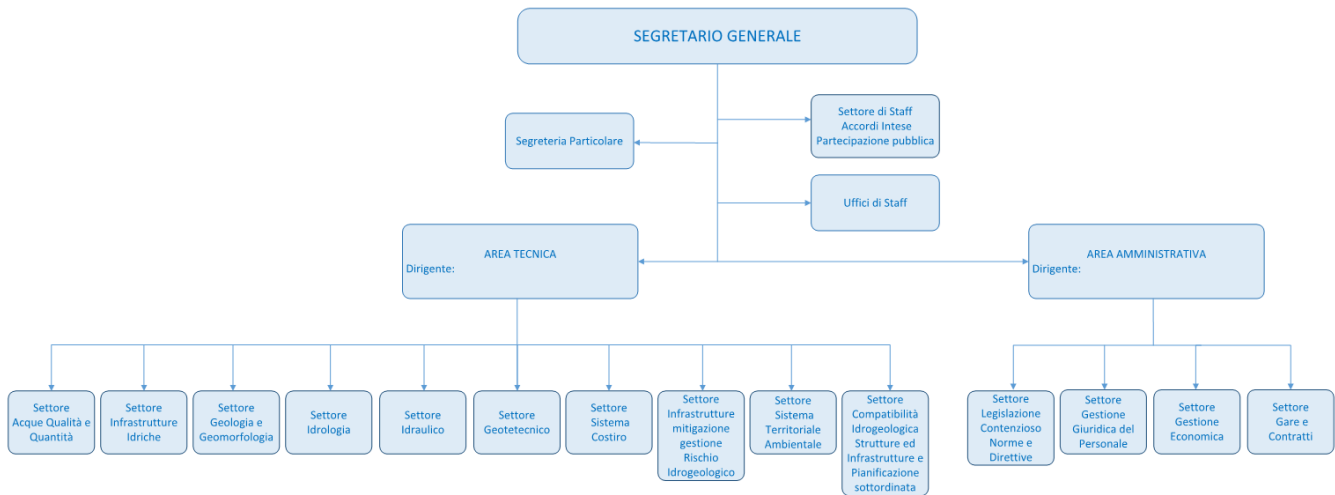 SEGRETARIO GENERALE
Settore di Staff
Accordi Intese
Partecipazione pubblica
Segreteria Particolare
Uffici di Staff
AREA TECNICA
Dirigente:
AREA AMMINISTRATIVA
Dirigente:
Settore
Acque Qualità e
Quantità
Settore
Infrastrutture
Idriche
Settore
Geologia e
Geomorfologia
Settore
Idrologia
Settore
Idraulico
Settore
Geotetecnico
Settore
Sistema
Costiro
Settore
Infrastrutture
mitigazione
gestione
Rischio
Idrogeologico
Settore
Sistema
Territoriale
Ambientale
Settore
Compatibilità
Idrogeologica
Strutture ed
Infrastrutture e
Pianificazione
sottordinata
Settore
Legislazione
Contenzioso
Norme e
Direttive
Settore
Gestione
Giuridica del
Personale
Settore
Gestione
Economica
Settore
Gare e
Contratti